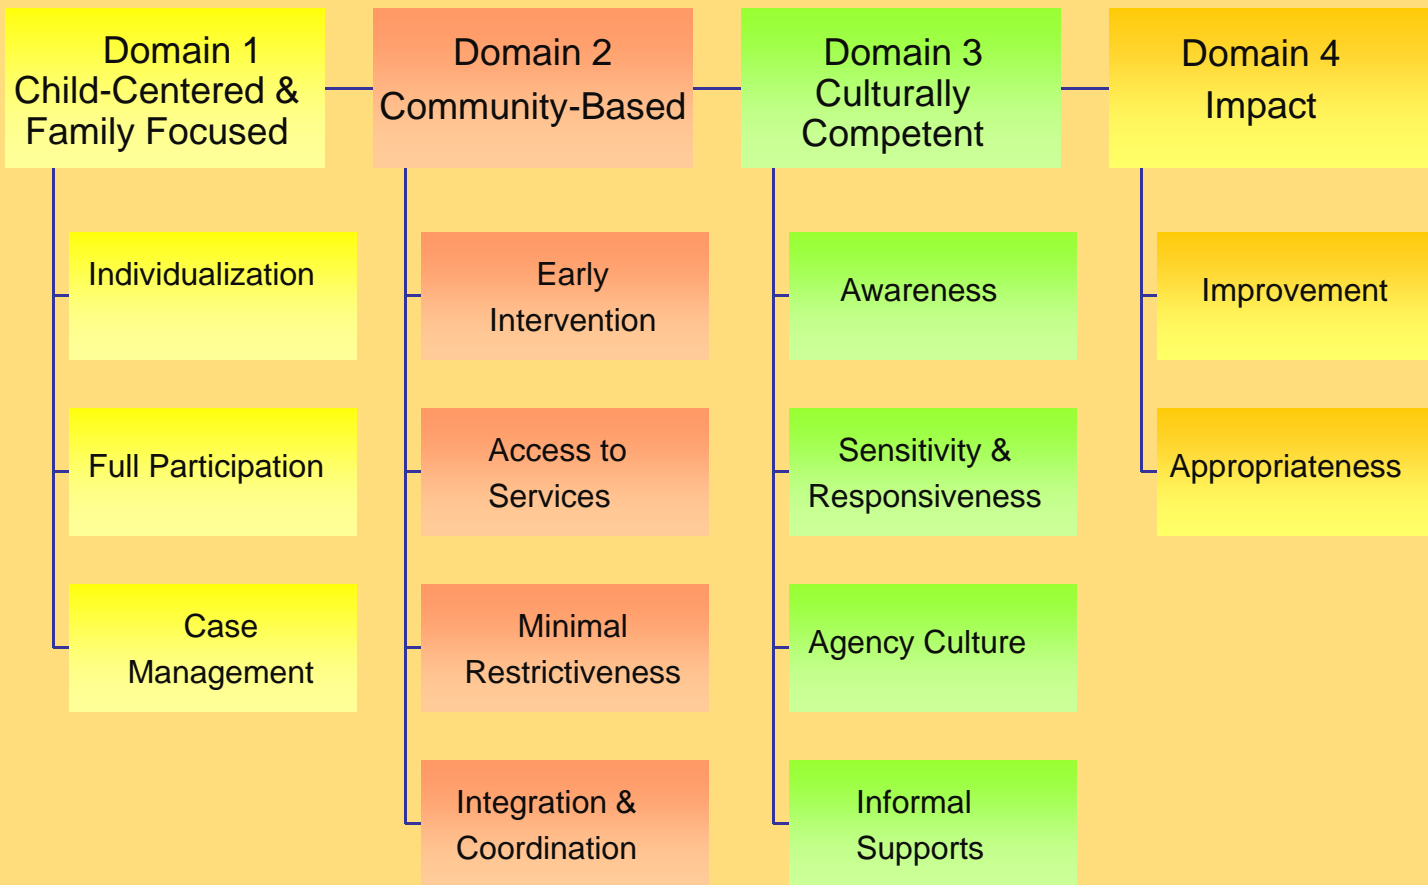 Domain 1
Child-Centered &
Family Focused
Domain 2
Community-Based
Domain 3
Culturally
Competent
Domain 4
Impact
Individualization
Full Participation
Case
Management
Early
Intervention
Access to
Services
Minimal
Restrictiveness
Integration &
Coordination
Awareness
Sensitivity &
Responsiveness
Agency Culture
Informal
Supports
Improvement
Appropriateness